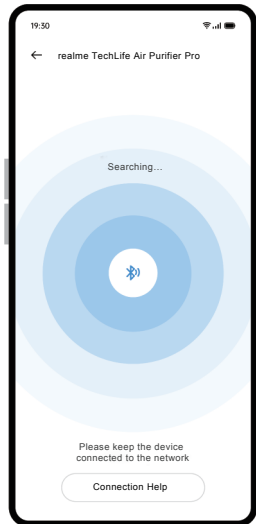 19:30
realme TechLife Air Purifier Pro
Searching...
Please keep the device
connected to the network
Connection Help